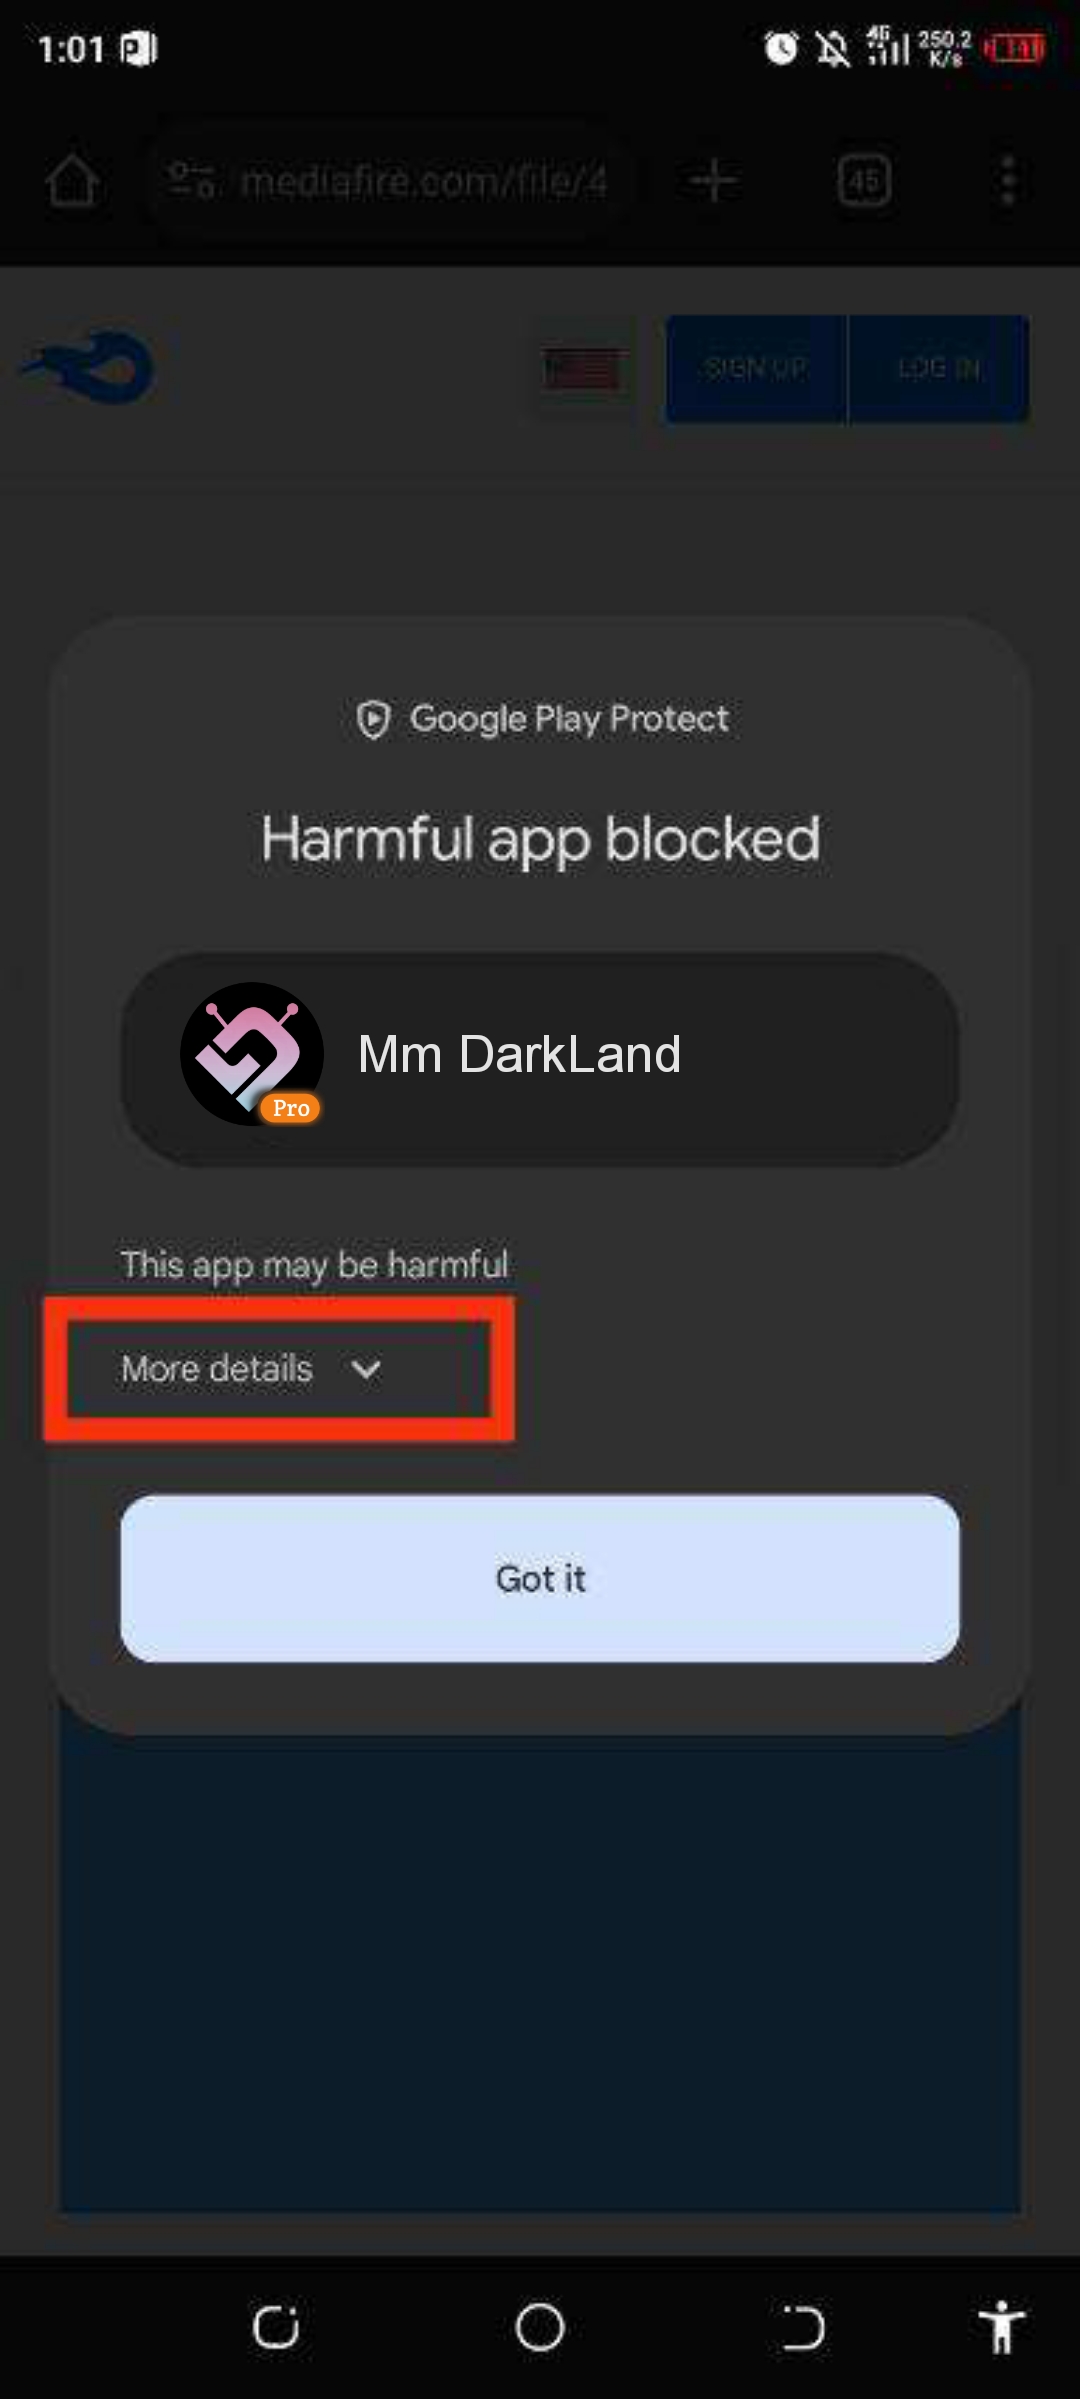 1:01
4G
250.2
K/s
mediafire.com/file/4
45
SIGN UP
LOG IN
Google Play Protect
Harmful app blocked
Mm DarkLand
Pro
This app may be harmful
More details
Got it